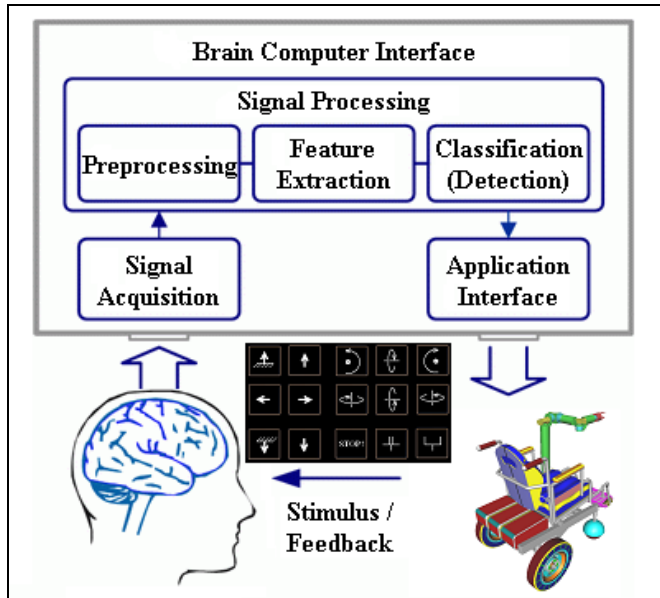 Brain Computer Interface
Signal Processing
Preprocessing
Feature
Extraction
Classification
(Detection)
Signal
Acquisition
Application
Interface
STOP!
Stimulus /
Feedback